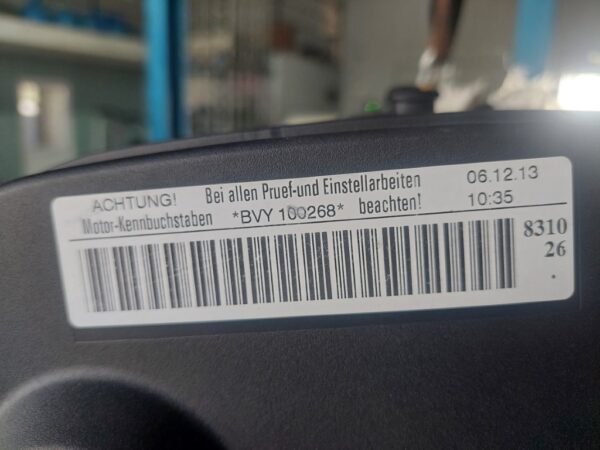 ACHTUNG! Bei allen Pruef-und Einstellarbeiten 06.12.13
Motor-Kennbuchstaben *BVY 100268* beachten! 10:35
8310
26
.